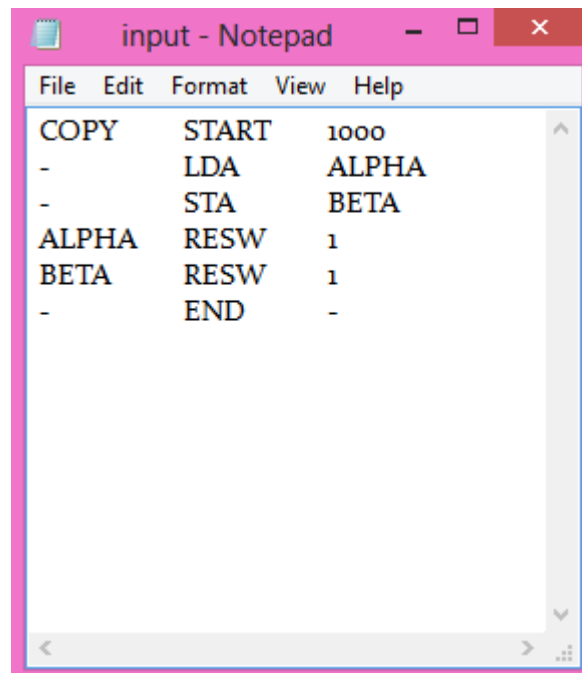 input - Notepad
File Edit Format View Help
COPY START 1000
- LDA ALPHA
- STA BETA
ALPHA RESW 1
BETA RESW 1
- END -